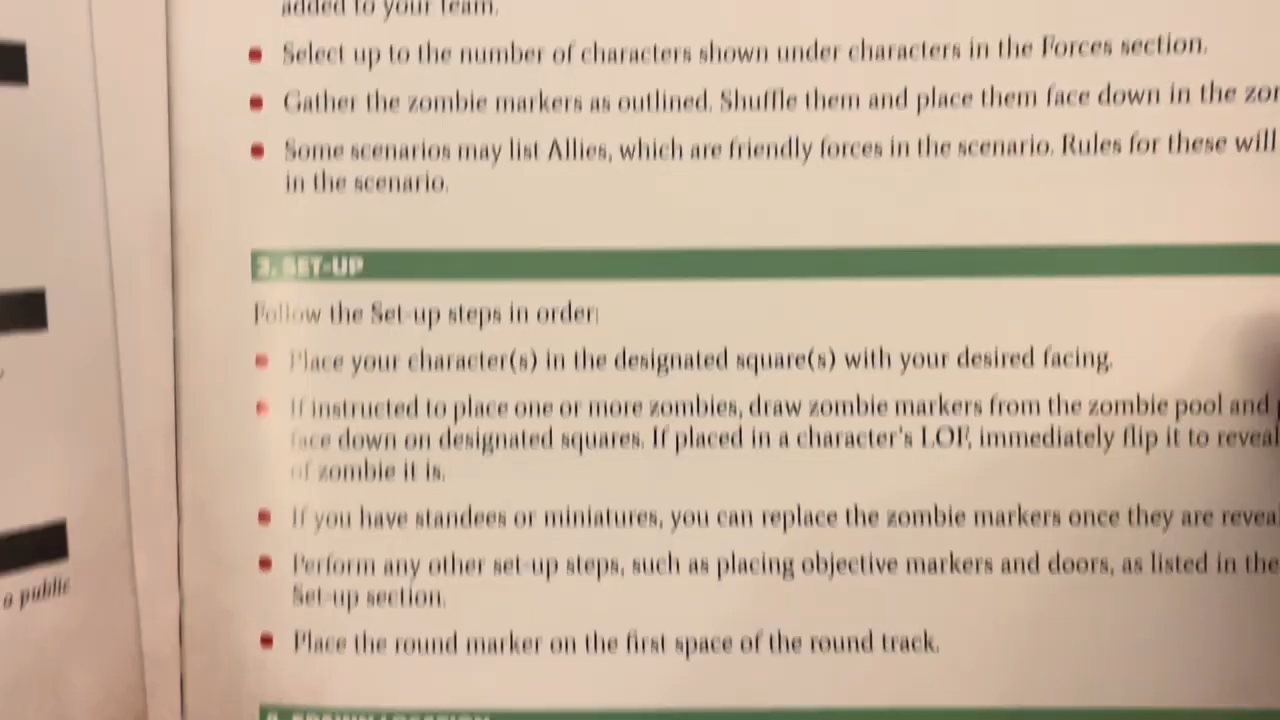 added to your team.
Select up to the number of characters shown under characters in the Forces section.
Gather the zombie markers as outlined. Shuffle them and place them face down in the
Some scenarios may list Allies, which are friendly forces in the scenario. Rules for these will
in the scenario.
3. SET-UP
Follow the Set-up steps in order:
Place your character(s) in the designated square(s) with your desired facing.
If instructed to place one or more zombies, draw zombie markers from the zombie pool and
face down on designated squares. If placed in a character's LOF, immediately flip it to reveal
of zombie it is.
If you have standees or miniatures, you can replace the zombie markers once they are
Perform any other set-up steps, such as placing objective markers and doors, as listed in the
Set-up section.
Place the round marker on the first space of the round track.
a public